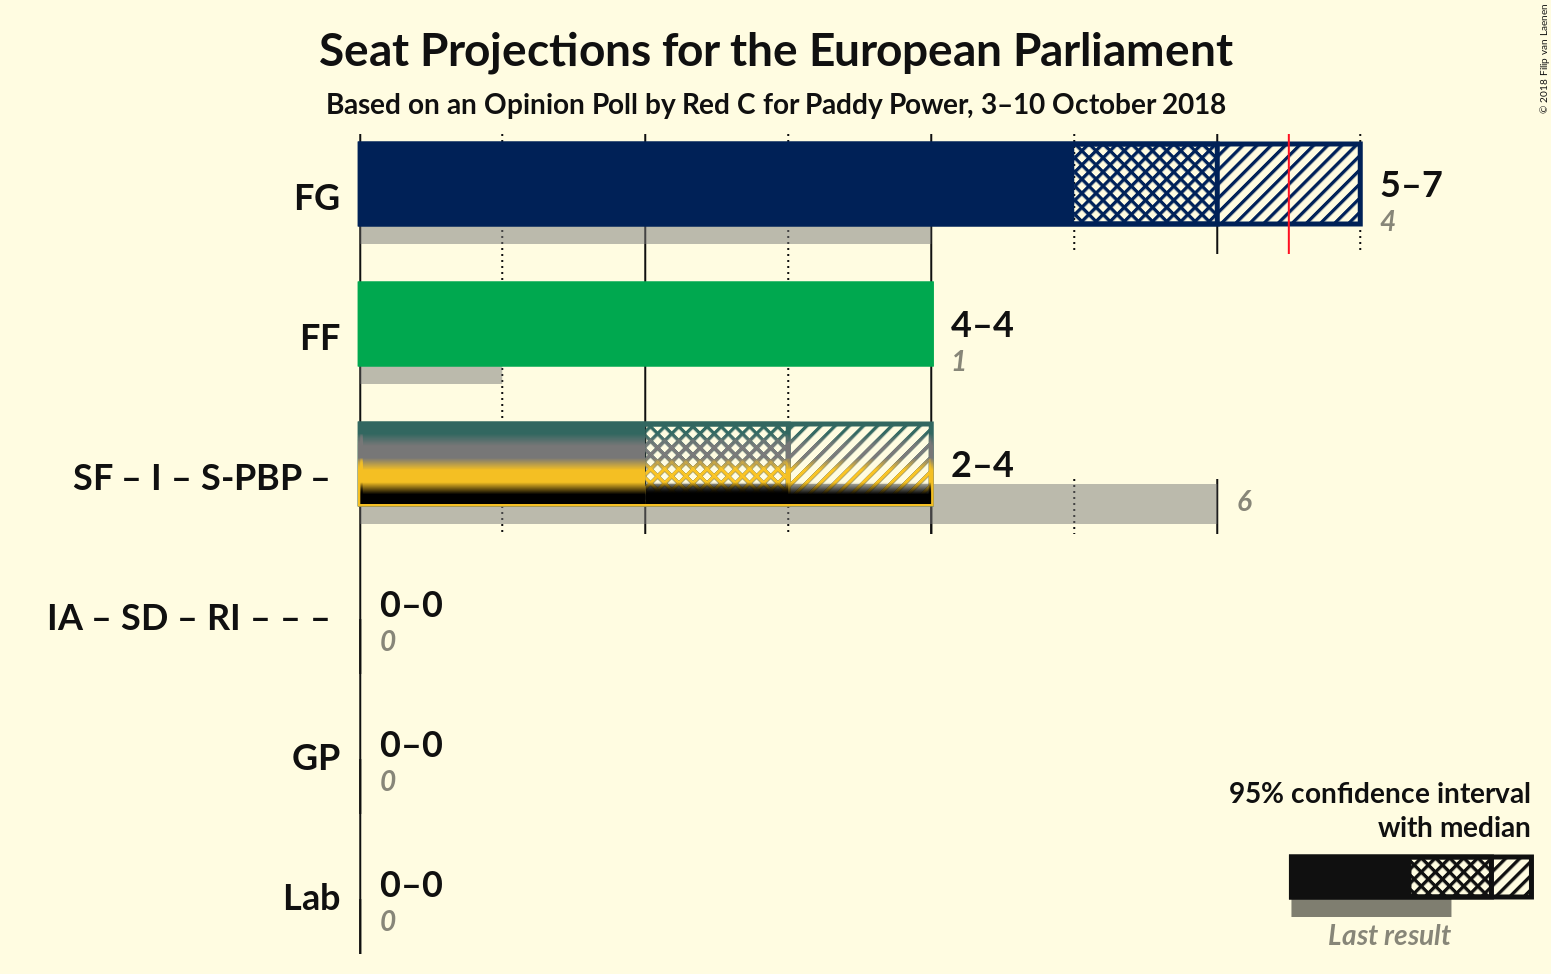 Seat Projections for the European Parliament
Based on an Opinion Poll by Red C for Paddy Power, 3–10 October 2018
© 2018 Filip van Laenen
FG
5–7
4
FF
4–4
1
SF – I – S-PBP –
2–4
6
IA – SD – RI – – –
0–0
0
GP
0–0
0
Lab
0–0
0
95% confidence interval
with median
Last result